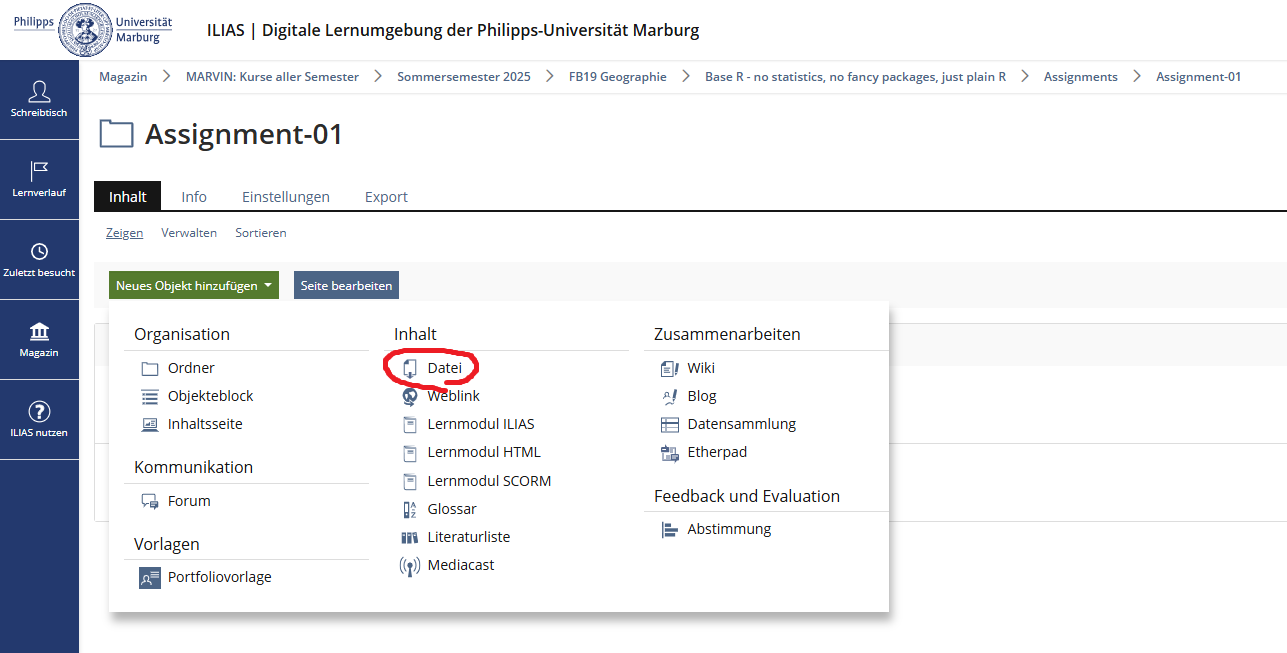 Philipps Universität
Marburg
ILIAS | Digitale Lernumgebung der Philipps-Universität Marburg
Magazin > MARVIN: Kurse aller Semester > Sommersemester 2025 > FB19 Geographie > Base R - no statistics, no fancy packages, just plain R > Assignments > Assignment-01
Schreibtisch
Lernverlauf
Zuletzt besucht
Magazin
ILIAS nutzen
Assignment-01
Inhalt Info Einstellungen Export
Zeigen Verwalten Sortieren
Neues Objekt hinzufügen Seite bearbeiten
Organisation
Ordner
Objekteblock
Inhaltsseite
Kommunikation
Forum
Vorlagen
Portfoliovorlage
Inhalt
Datei
Weblink
Lernmodul ILIAS
Lernmodul HTML
Lernmodul SCORM
Glossar
Literaturliste
Mediacast
Zusammenarbeiten
Wiki
Blog
Datensammlung
Etherpad
Feedback und Evaluation
Abstimmung